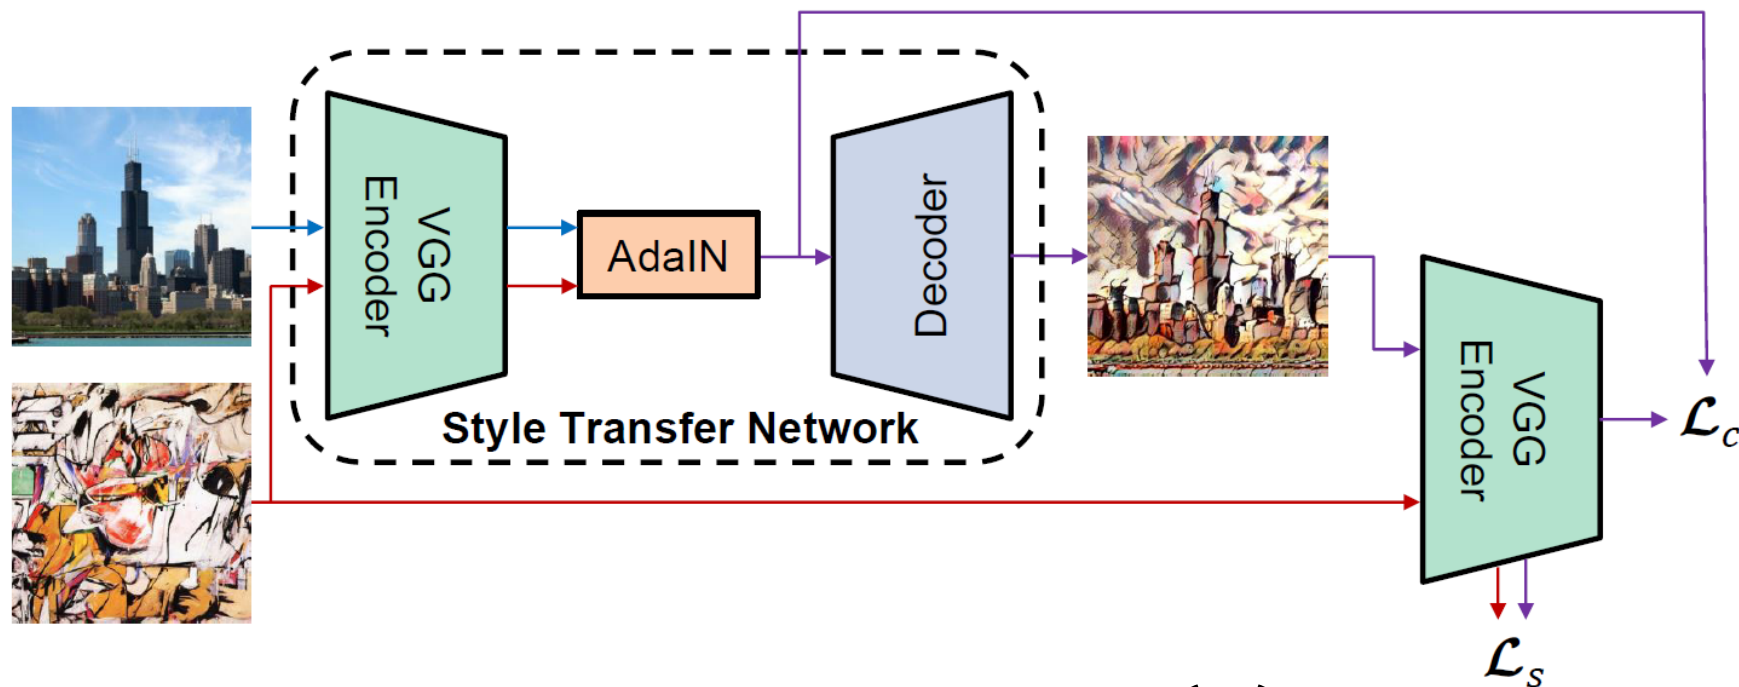 VGG
Encoder
AdaIN
Decoder
Style Transfer Network
VGG
Encoder
ℒc
ℒs